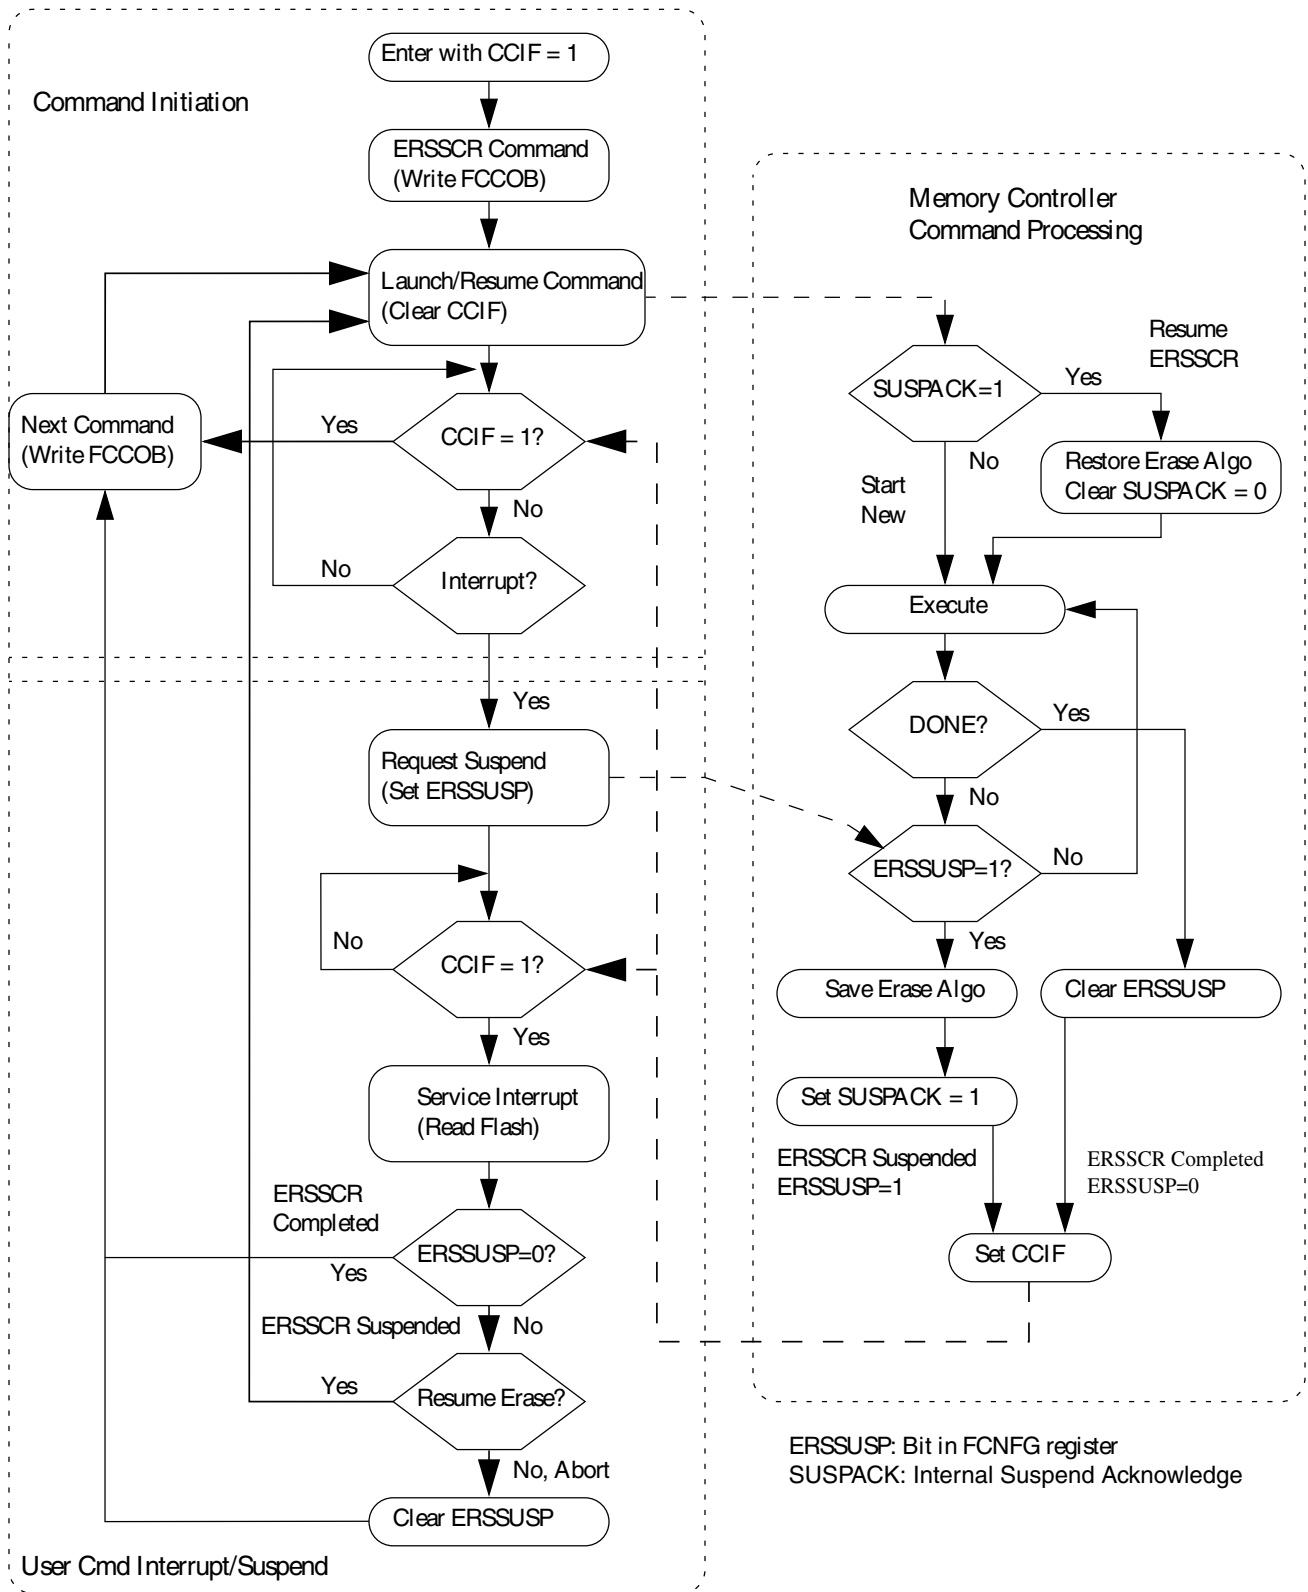 Enter with CCIF = 1
Command Initiation
ERSSCR Command
(Write FCCOB)
Launch/Resume Command
(Clear CCIF)
Next Command
(Write FCCOB)
Yes
CCIF = 1?
No
No
Interrupt?
Yes
Request Suspend
(Set ERSSUSP)
No
CCIF = 1?
Yes
Service Interrupt
(Read Flash)
ERSSCR
Completed
ERSSUSP=0?
Yes
ERSSCR Suspended
No
Yes
Resume Erase?
No, Abort
Clear ERSSUSP
User Cmd Interrupt/Suspend
Memory Controller
Command Processing
Resume
ERSSCR
SUSPACK=1
Yes
No
Restore Erase Algo
Clear SUSPACK = 0
Start
New
Execute
DONE?
Yes
No
ERSSUSP=1?
No
Yes
Save Erase Algo
Clear ERSSUSP
Set SUSPACK = 1
ERSSCR Suspended
ERSSUSP=1
ERSSCR Completed
ERSSUSP=0
Set CCIF
ERSSUSP: Bit in FCNFG register
SUSPACK: Internal Suspend Acknowledge